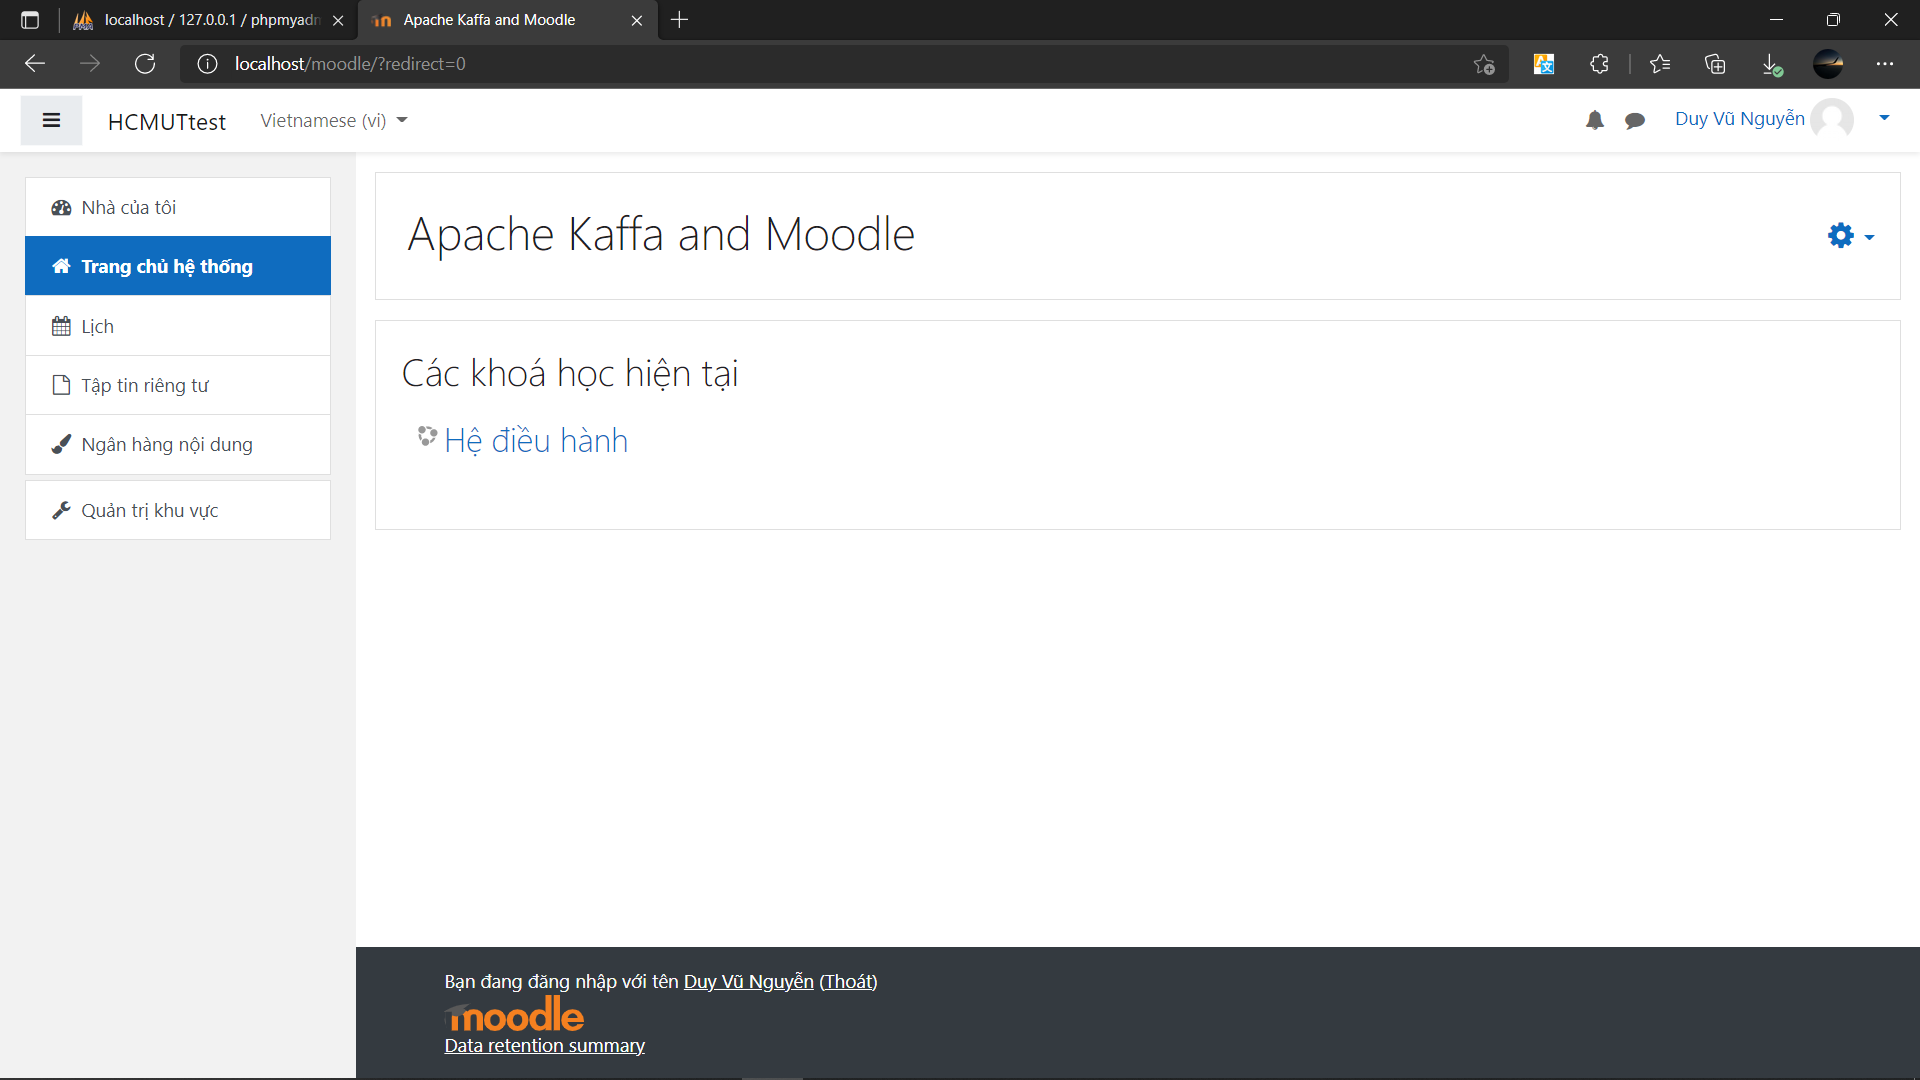 localhost / 127.0.0.1 / phpmyadn
Apache Kaffa and Moodle
localhost/moodle/?redirect=0
HCMUTtest
Vietnamese (vi)
Duy Vũ Nguyễn
Nhà của tôi
Trang chủ hệ thống
Lịch
Tập tin riêng tư
Ngân hàng nội dung
Quản trị khu vực
Apache Kaffa and Moodle
Các khoá học hiện tại
Hệ điều hành
Bạn đang đăng nhập với tên Duy Vũ Nguyễn (Thoát)
moodle
Data retention summary